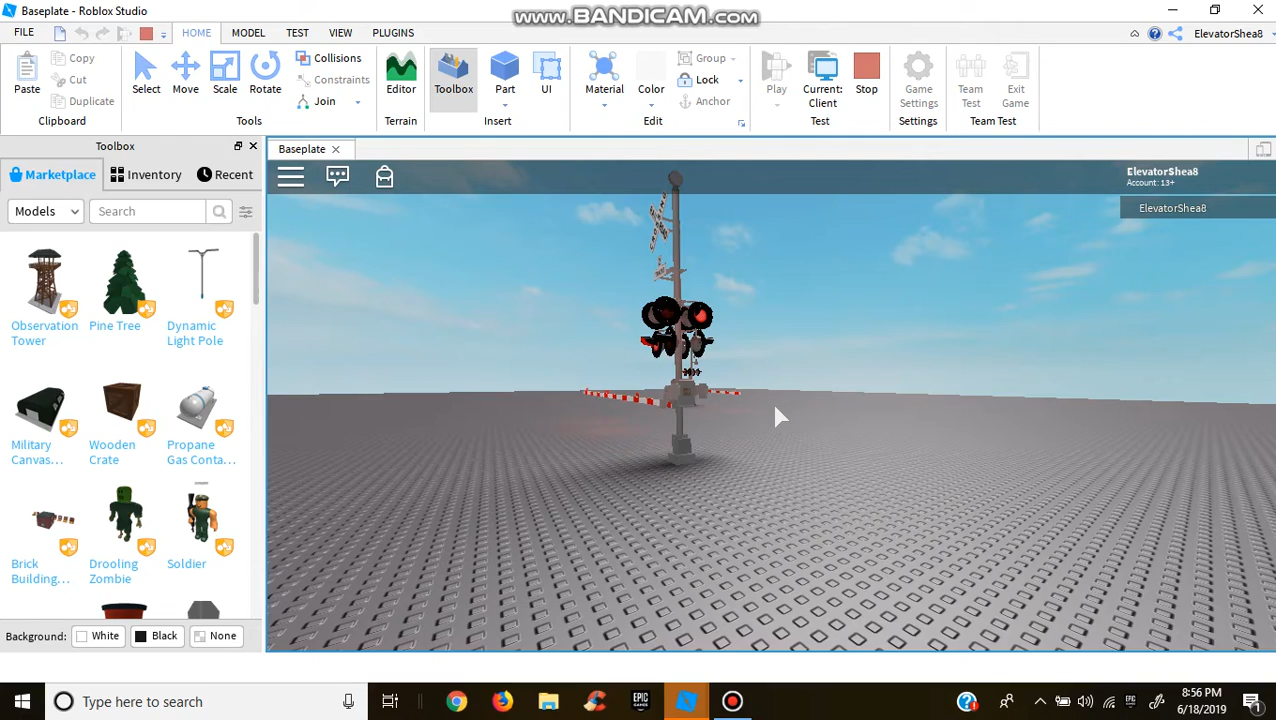 Baseplate - Roblox Studio
www.BANDICAM.com
FILE HOME MODEL TEST VIEW PLUGINS ElevatorShea8
Paste Copy Cut Duplicate
Select Move Scale Rotate
Collisions Constraints Join
Editor Toolbox Part UI
Material Color Group Lock Anchor
Play Current: Client Stop
Game Settings Team Test Exit Game
Clipboard Tools Terrain Insert Edit Test Settings Team Test
Toolbox
Baseplate
Marketplace Inventory Recent
Models Search
ElevatorShea8
Account: 13+
ElevatorShea8
Observation Tower
Pine Tree
Dynamic Light Pole
Military Canvas...
Wooden Crate
Propane Gas Conta...
Brick Building,...
Drooling Zombie
Soldier
Background: White Black None
Type here to search
EPIC GAMES
8:56 PM
6/18/2019
1